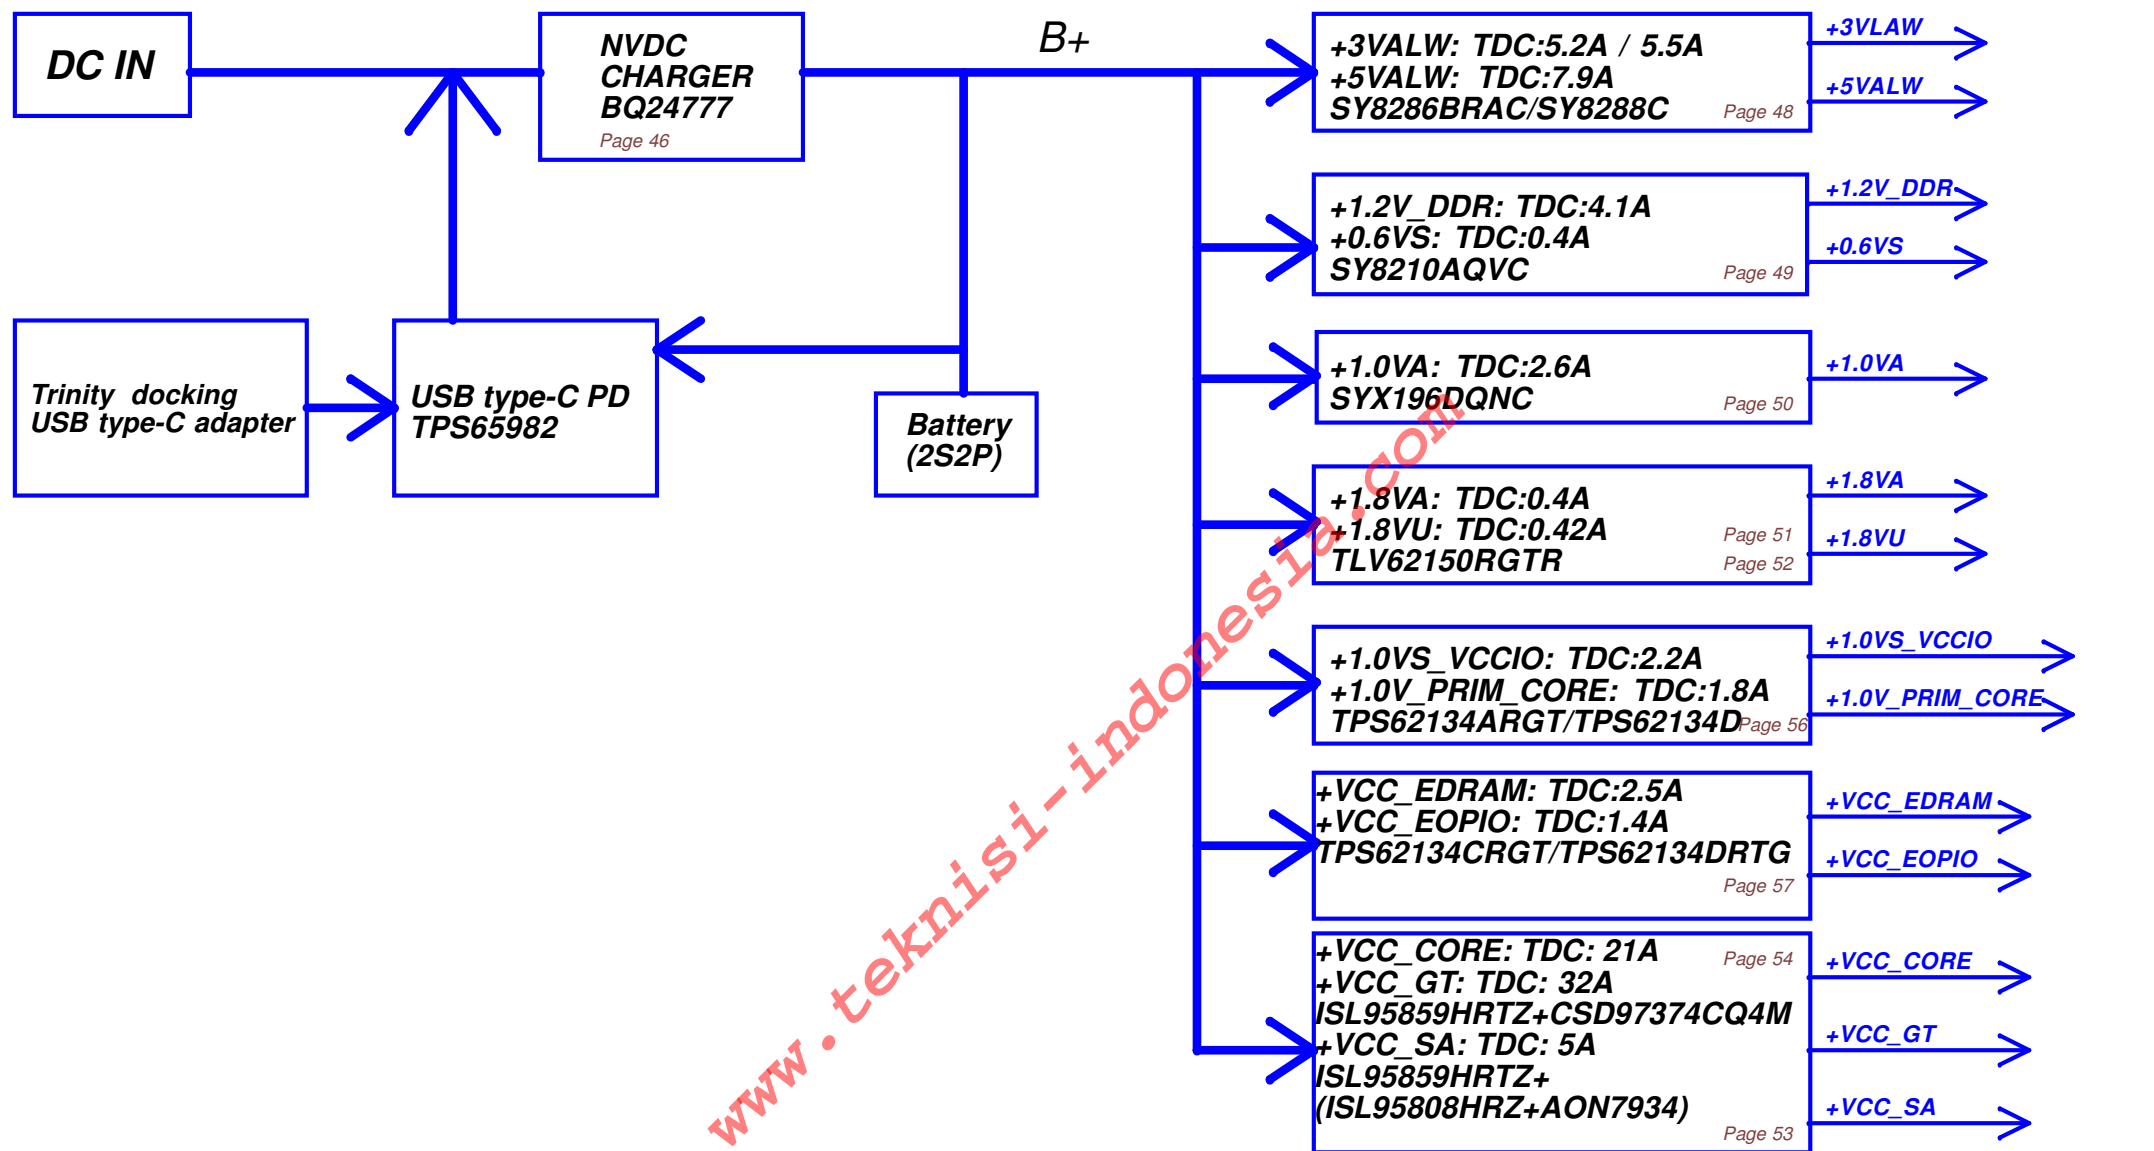 DC IN
NVDC
CHARGER
BQ24777
Page 46
B+
Trinity docking
USB type-C adapter
USB type-C PD
TPS65982
Battery
(2S2P)
+3VALW: TDC:5.2A / 5.5A
+5VALW: TDC:7.9A
SY8286BRAC/SY8288C
Page 48
+3VLAW
+5VALW
+1.2V_DDR: TDC:4.1A
+0.6VS: TDC:0.4A
SY8210AQVC
Page 49
+1.2V_DDR
+0.6VS
+1.0VA: TDC:2.6A
SYX196DQNC
Page 50
+1.0VA
+1.8VA: TDC:0.4A
+1.8VU: TDC:0.42A
TLV62150RGTR
Page 51
Page 52
+1.8VA
+1.8VU
+1.0VS_VCCIO: TDC:2.2A
+1.0V_PRIM_CORE: TDC:1.8A
TPS62134ARGT/TPS62134D
Page 56
+1.0VS_VCCIO
+1.0V_PRIM_CORE
+VCC_EDRAM: TDC:2.5A
+VCC_EOPIO: TDC:1.4A
TPS62134CRGT/TPS62134DRTG
Page 57
+VCC_EDRAM
+VCC_EOPIO
+VCC_CORE: TDC: 21A
Page 54
+VCC_GT: TDC: 32A
ISL95859HRTZ+CSD97374CQ4M
+VCC_SA: TDC: 5A
ISL95859HRTZ+
(ISL95808HRZ+AON7934)
Page 53
+VCC_CORE
+VCC_GT
+VCC_SA
www.teknisi-indonesia.com